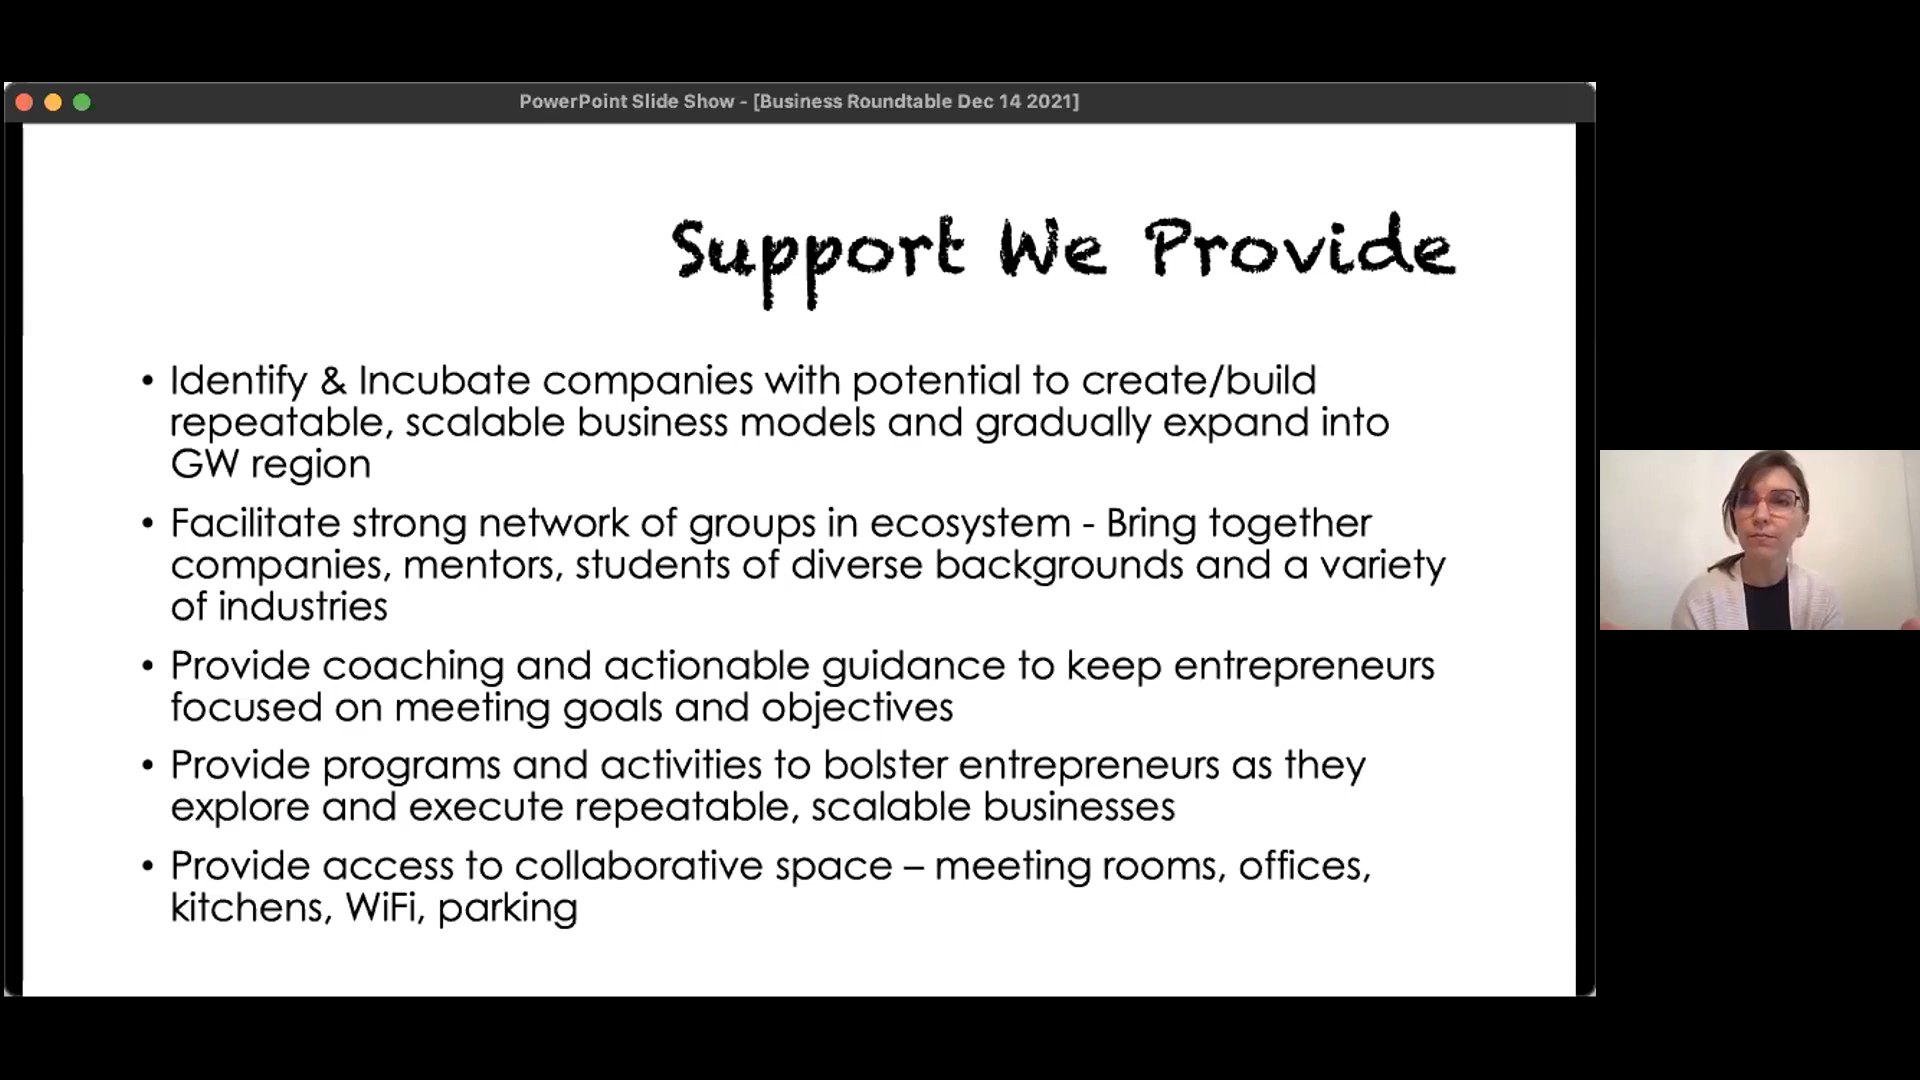 PowerPoint Slide Show - [Business Roundtable Dec 14 2021]
Support We Provide
• Identify & Incubate companies with potential to create/build
repeatable, scalable business models and gradually expand into
GW region
• Facilitate strong network of groups in ecosystem - Bring together
companies, mentors, students of diverse backgrounds and a variety
of industries
• Provide coaching and actionable guidance to keep entrepreneurs
focused on meeting goals and objectives
• Provide programs and activities to bolster entrepreneurs as they
explore and execute repeatable, scalable businesses
• Provide access to collaborative space – meeting rooms, offices,
kitchens, WiFi, parking